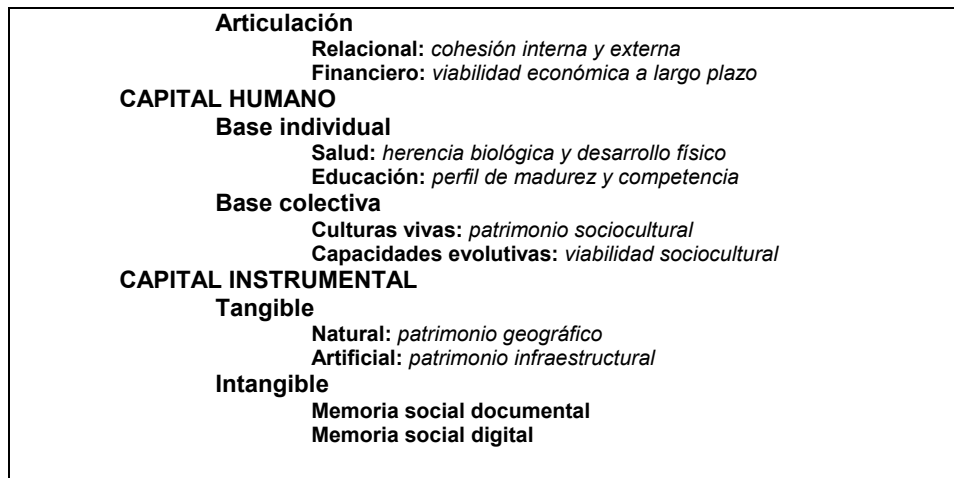 Articulación
Relacional: cohesión interna y externa
Financiero: viabilidad económica a largo plazo
CAPITAL HUMANO
Base individual
Salud: herencia biológica y desarrollo físico
Educación: perfil de madurez y competencia
Base colectiva
Culturas vivas: patrimonio sociocultural
Capacidades evolutivas: viabilidad sociocultural
CAPITAL INSTRUMENTAL
Tangible
Natural: patrimonio geográfico
Artificial: patrimonio infraestructural
Intangible
Memoria social documental
Memoria social digital